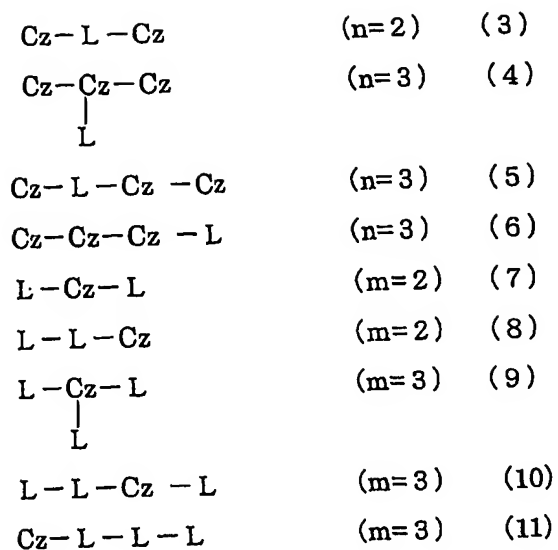 Cz-L-Cz (n=2) (3)
Cz-Cz-Cz (n=3) (4)
L
Cz-L-Cz-Cz (n=3) (5)
Cz-Cz-Cz-L (n=3) (6)
L-Cz-L (m=2) (7)
L-L-Cz (m=2) (8)
L-Cz-L (m=3) (9)
L
L-L-Cz-L (m=3) (10)
Cz-L-L-L (m=3) (11)